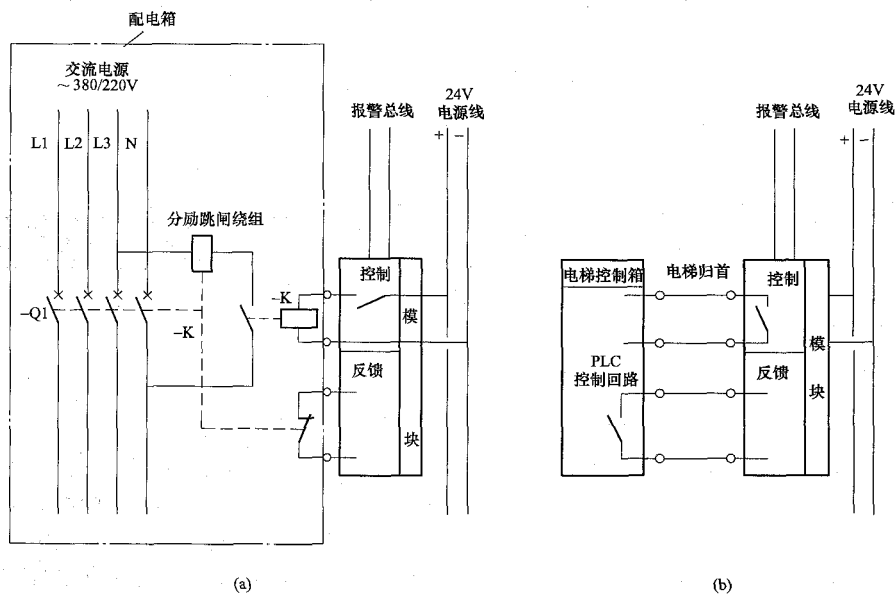 配电箱
交流电源
~380/220V
L1 L2 L3 N
分励跳闸绕组
-Q1
-K
-K
报警总线
24V
电源线
+ -
控制
反馈
模
块
(a)
报警总线
24V
电源线
+ -
电梯控制箱
电梯归首
控制
PLC
控制回路
反馈
模
块
(b)